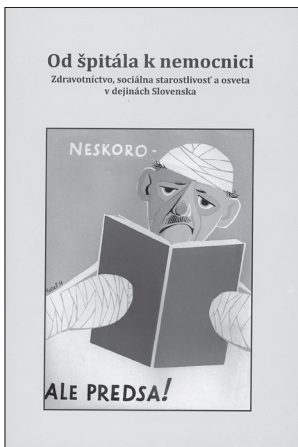 Od špitála k nemocnici
Zdravotníctvo, sociálna starostlivosť a osveta
v dejinách Slovenska
NESKORO -
ALE PREDSA!